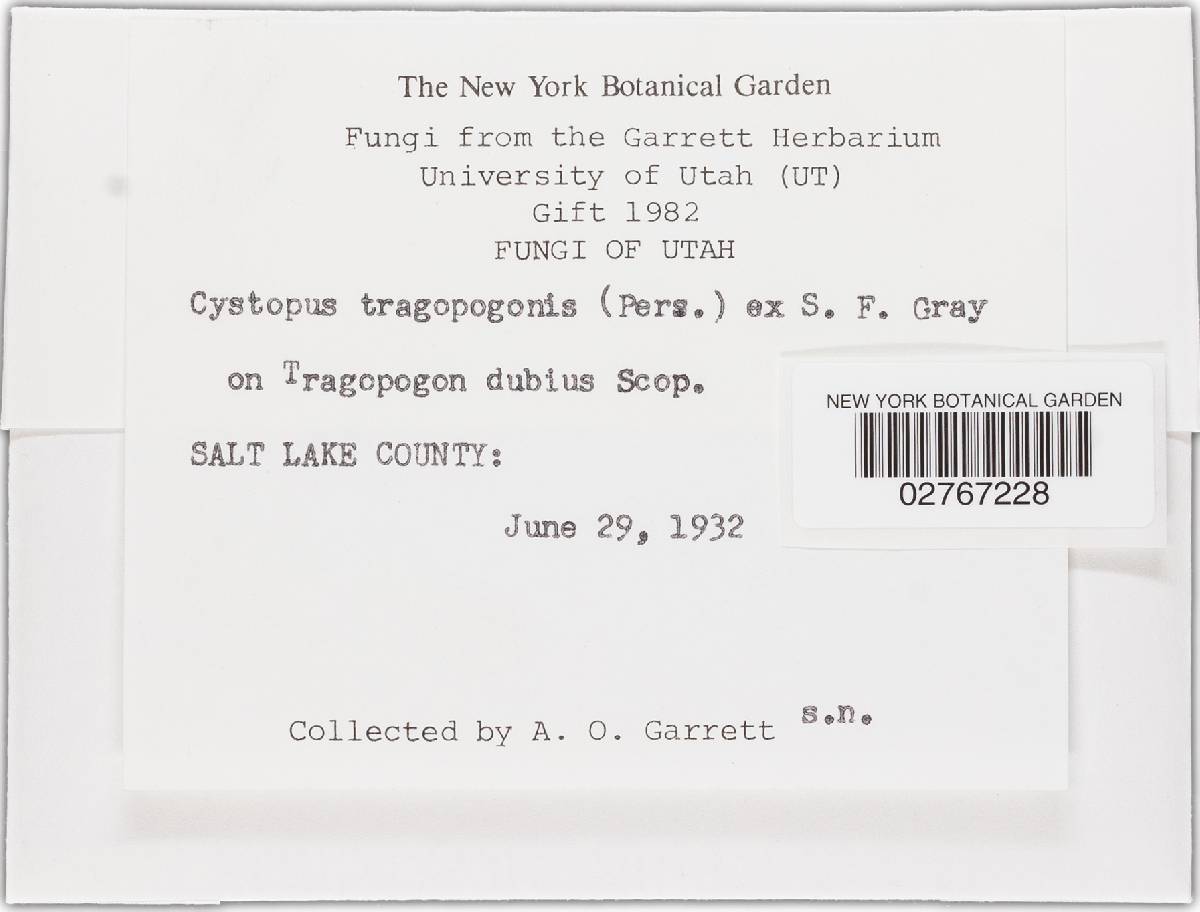 The New York Botanical Garden
Fungi from the Garrett Herbarium
University of Utah (UT)
Gift 1982
FUNGI OF UTAH
Cystopus tragopogonis (Pers.) ex S. F. Gray
on Tragopogon dubius Scop.
SALT LAKE COUNTY:
June 29, 1932
NEW YORK BOTANICAL GARDEN
02767228
Collected by A. O. Garrett s.n.